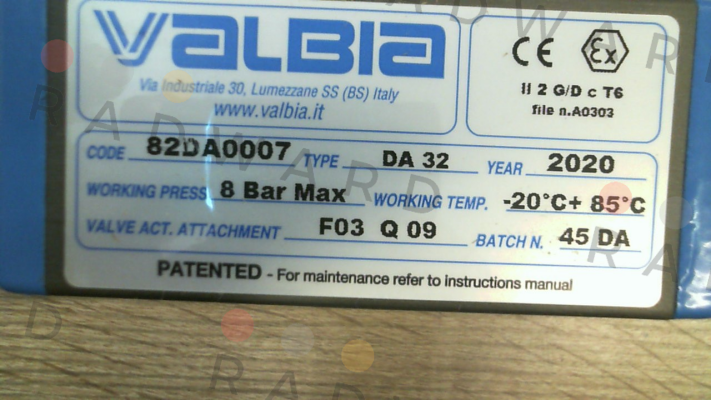 VALBIA
Via Industriale 30, Lumezzane SS (BS) Italy
www.valbia.it
CE Ex
II 2 G/D c T6
file n.A0303
CODE 82DA0007 TYPE DA 32 YEAR 2020
WORKING PRESS. 8 Bar Max WORKING TEMP. -20°C+ 85°C
VALVE ACT. ATTACHMENT F03 Q 09 BATCH N. 45 DA
PATENTED - For maintenance refer to instructions manual
RADWARD